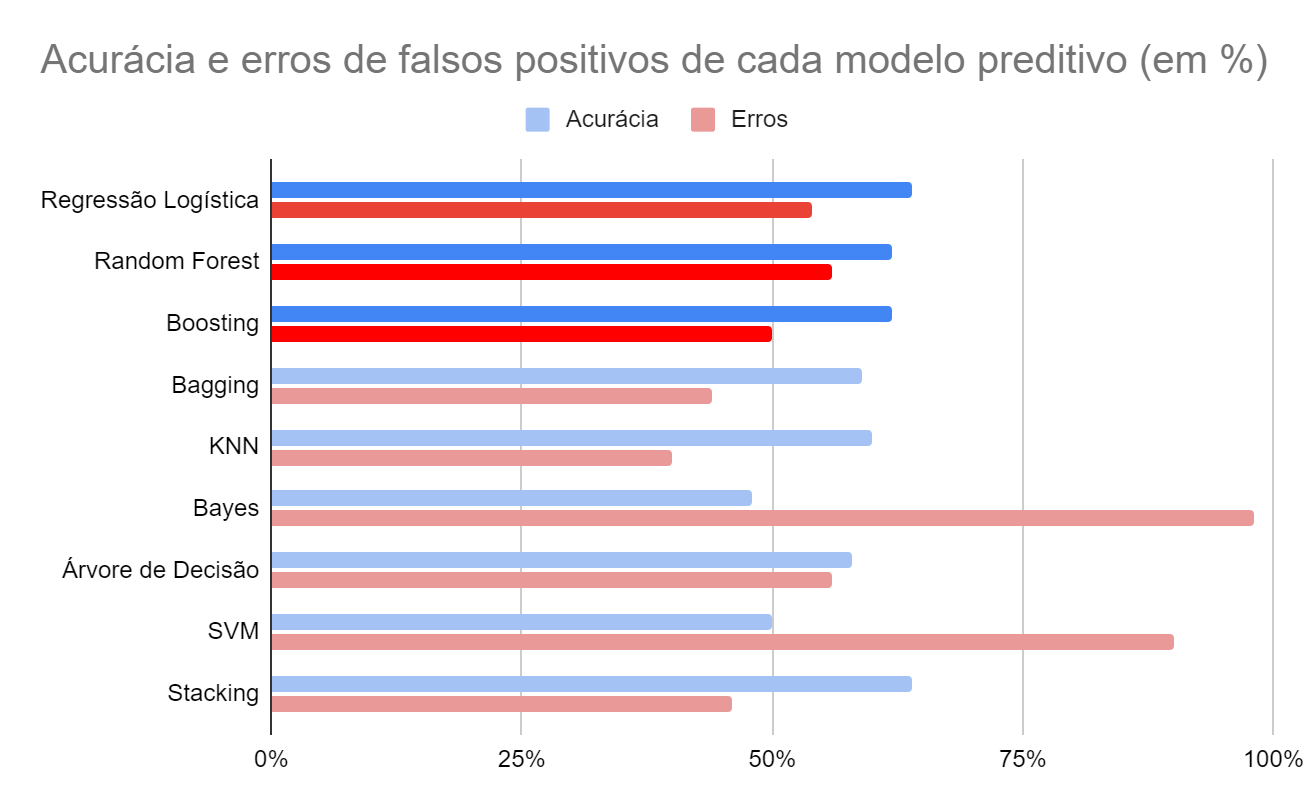 Acurácia e erros de falsos positivos de cada modelo preditivo (em %)
Acurácia Erros
Regressão Logística
Random Forest
Boosting
Bagging
KNN
Bayes
Árvore de Decisão
SVM
Stacking
0% 25% 50% 75% 100%